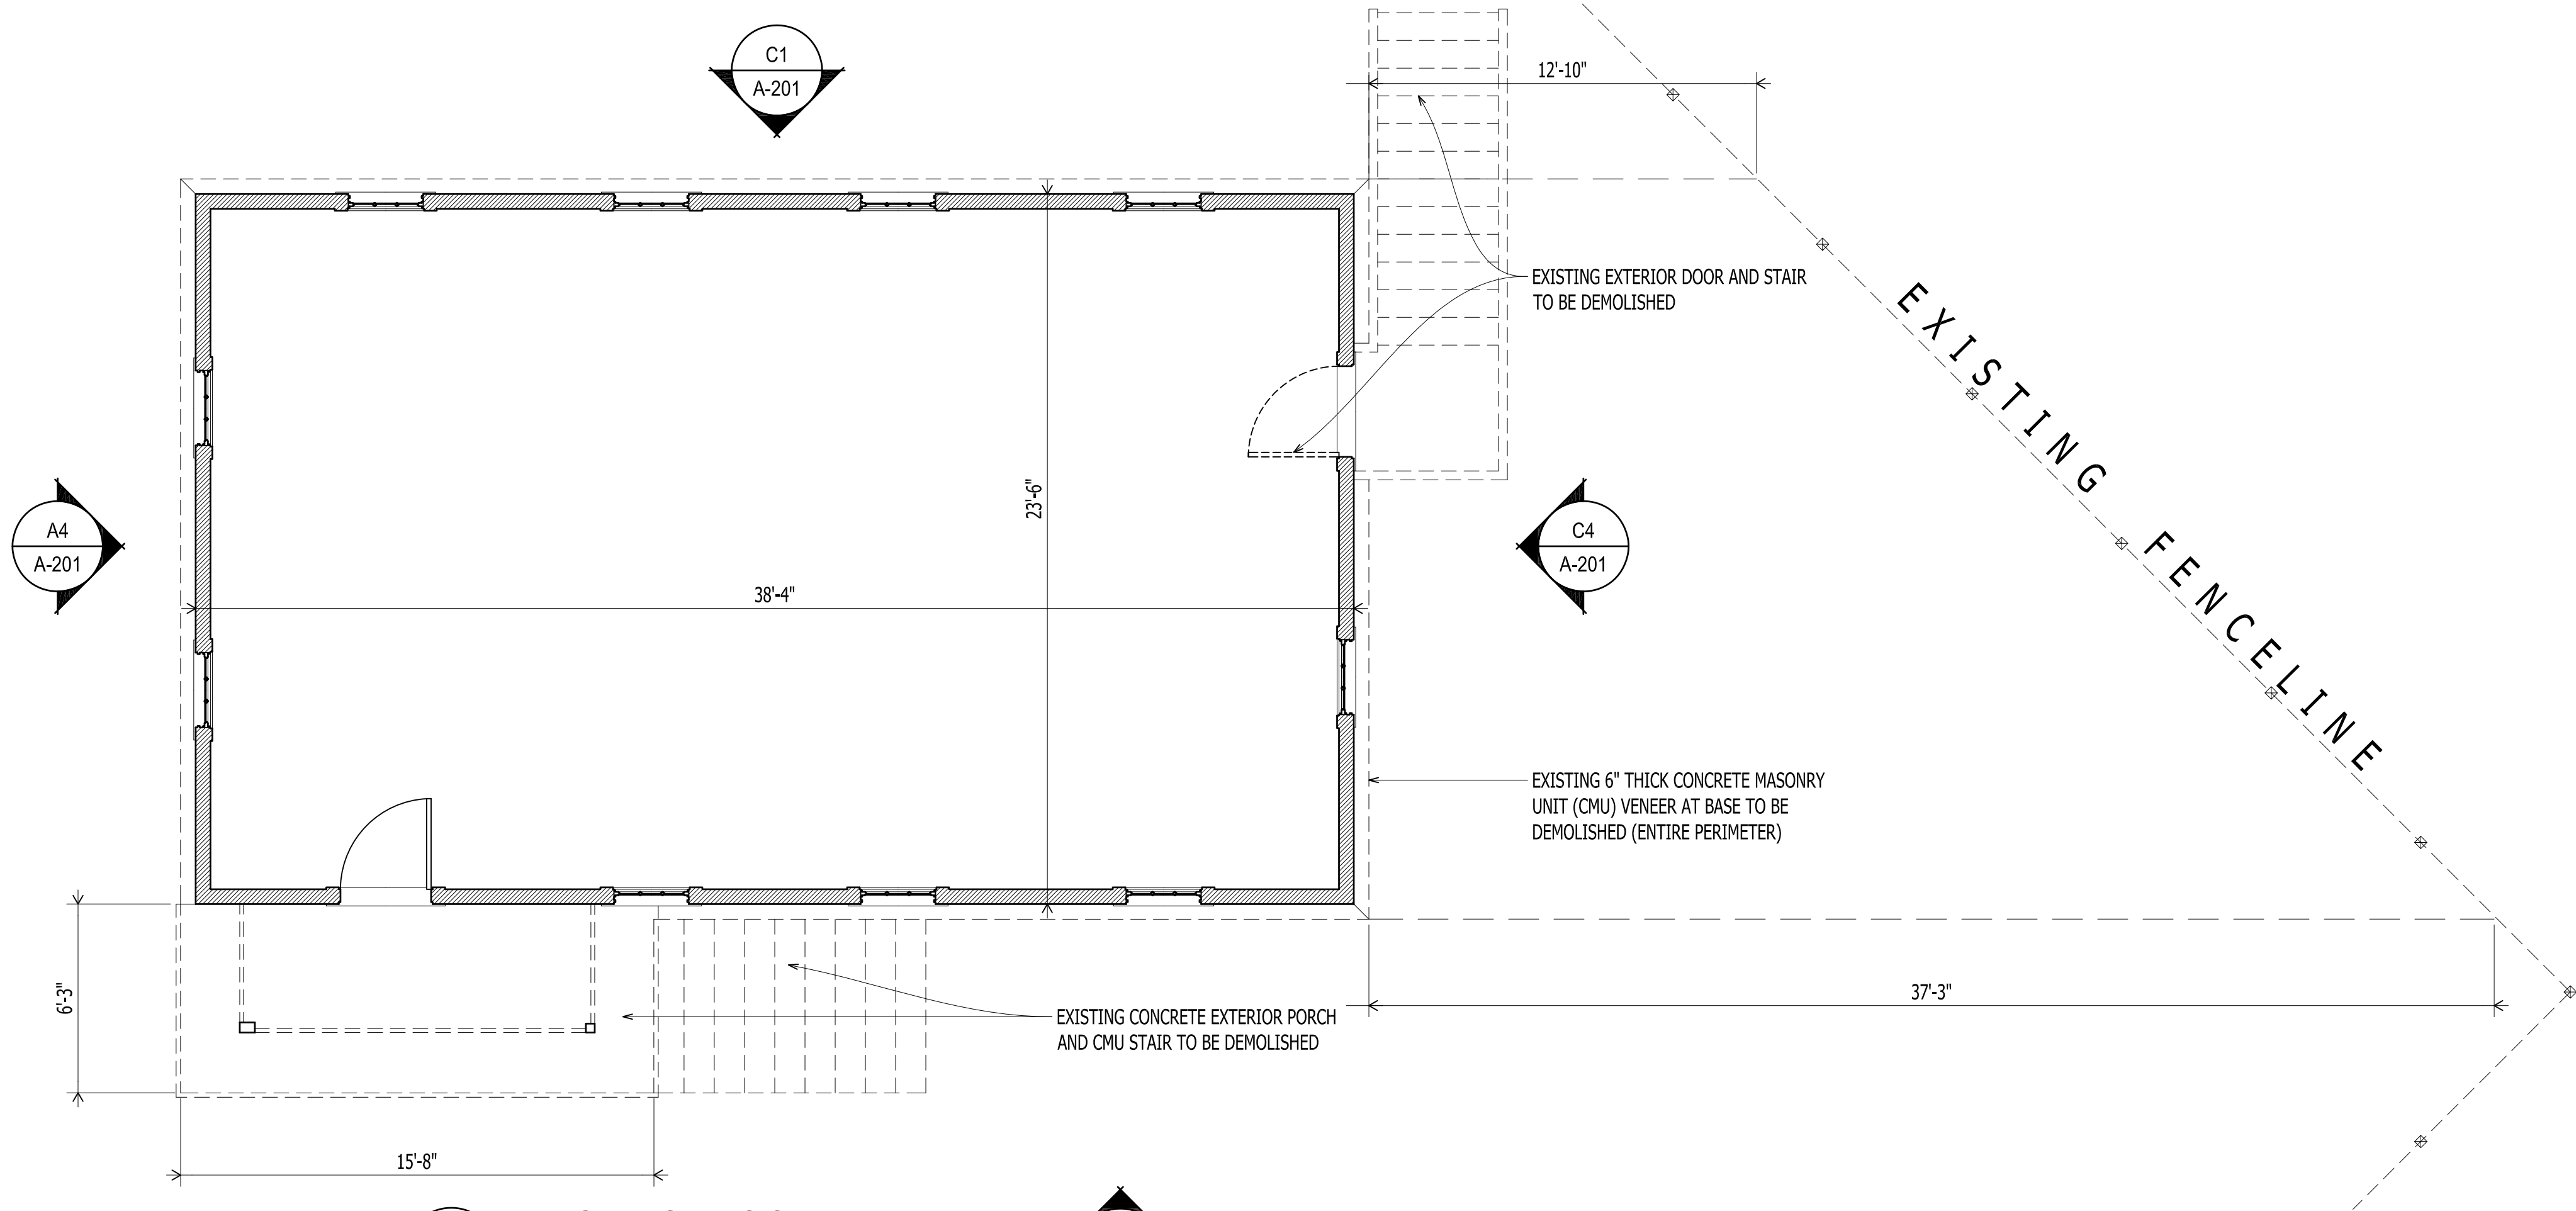 C1
A-201
12'-10"
EXISTING EXTERIOR DOOR AND STAIR
TO BE DEMOLISHED
EXISTING FENCELINE
23'-6"
A4
A-201
C4
A-201
38'-4"
EXISTING 6" THICK CONCRETE MASONRY
UNIT (CMU) VENEER AT BASE TO BE
DEMOLISHED (ENTIRE PERIMETER)
6'-3"
37'-3"
EXISTING CONCRETE EXTERIOR PORCH
AND CMU STAIR TO BE DEMOLISHED
15'-8"